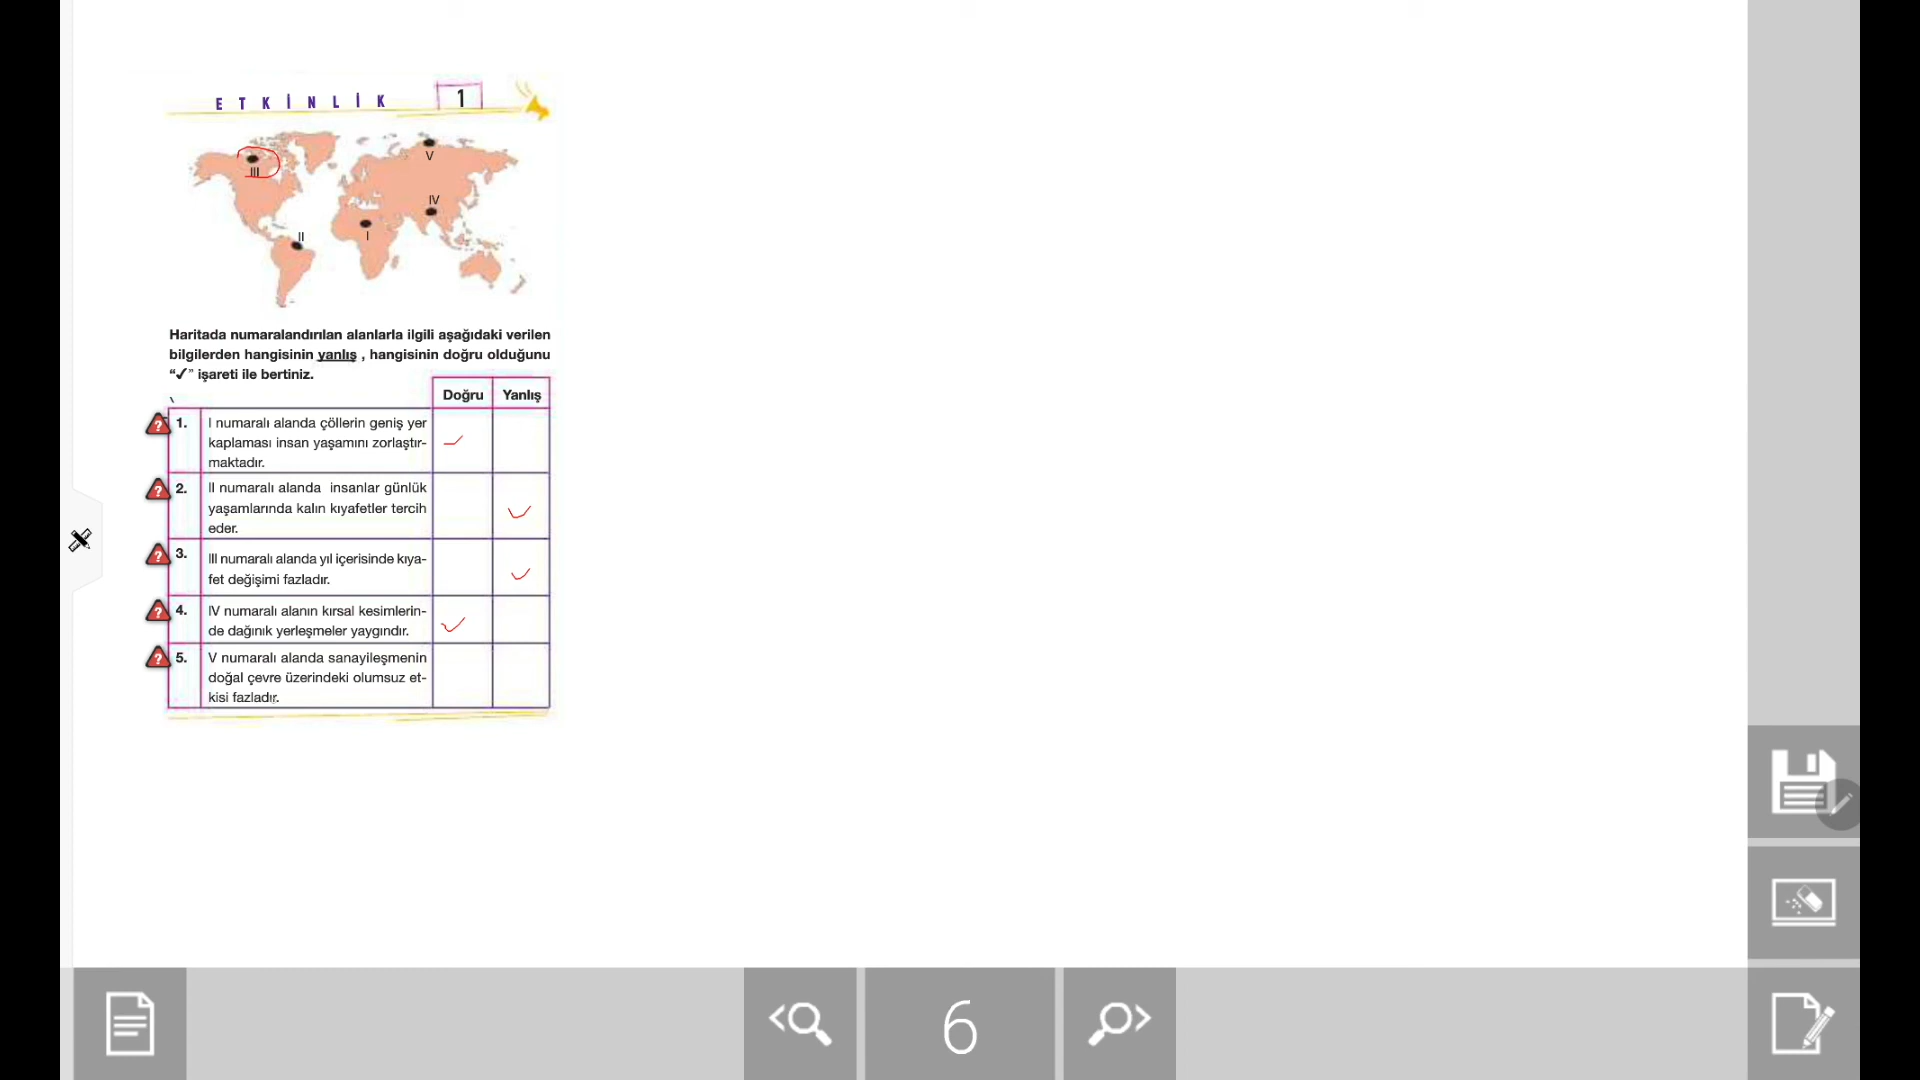 ETKİNLİK 1
V
III
IV
II
I
Haritada numaralandırılan alanlarla ilgili aşağıdaki verilen
bilgilerden hangisinin yanlış , hangisinin doğru olduğunu
“✓” işareti ile bertiniz.
Doğru Yanlış
1. I numaralı alanda çöllerin geniş yer
kaplaması insan yaşamını zorlaştır-
maktadır.
2. II numaralı alanda insanlar günlük
yaşamlarında kalın kıyafetler tercih
eder.
3. III numaralı alanda yıl içerisinde kıya-
fet değişimi fazladır.
4. IV numaralı alanın kırsal kesimlerin-
de dağınık yerleşmeler yaygındır.
5. V numaralı alanda sanayileşmenin
doğal çevre üzerindeki olumsuz et-
kisi fazladır.
6